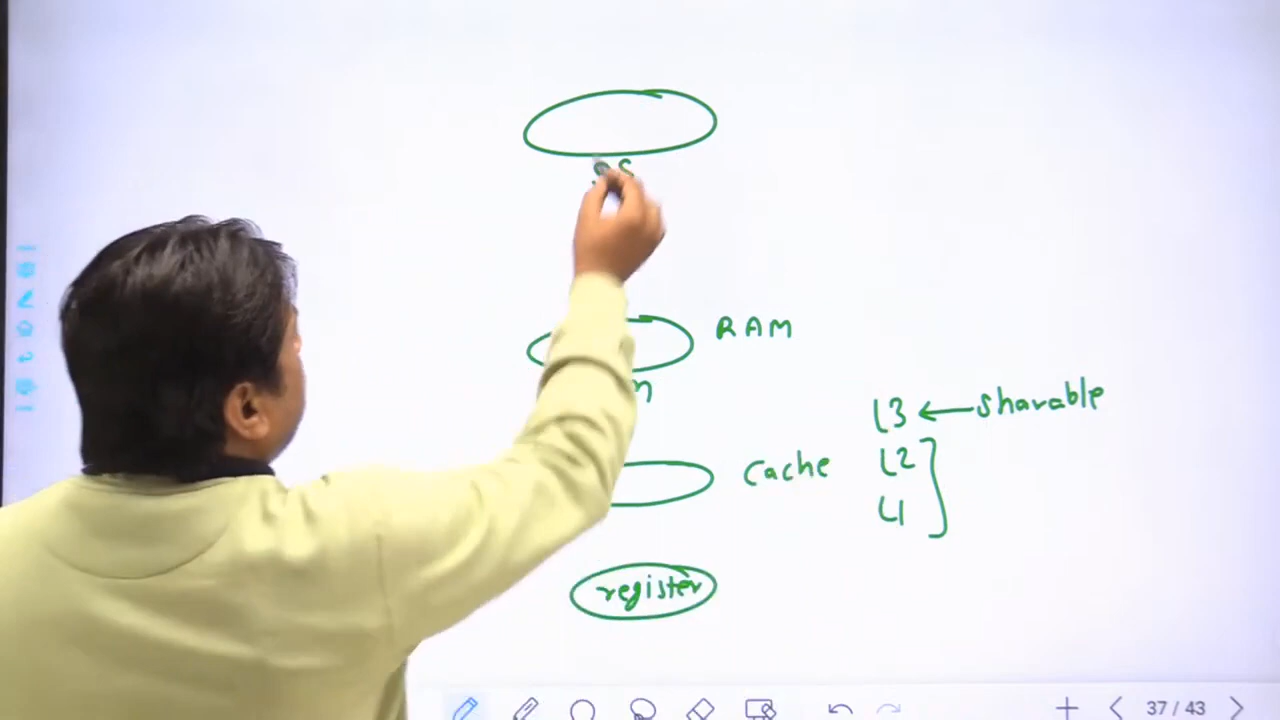 RAM
L3 ← sharable
Cache L2
L1
register
37 / 43